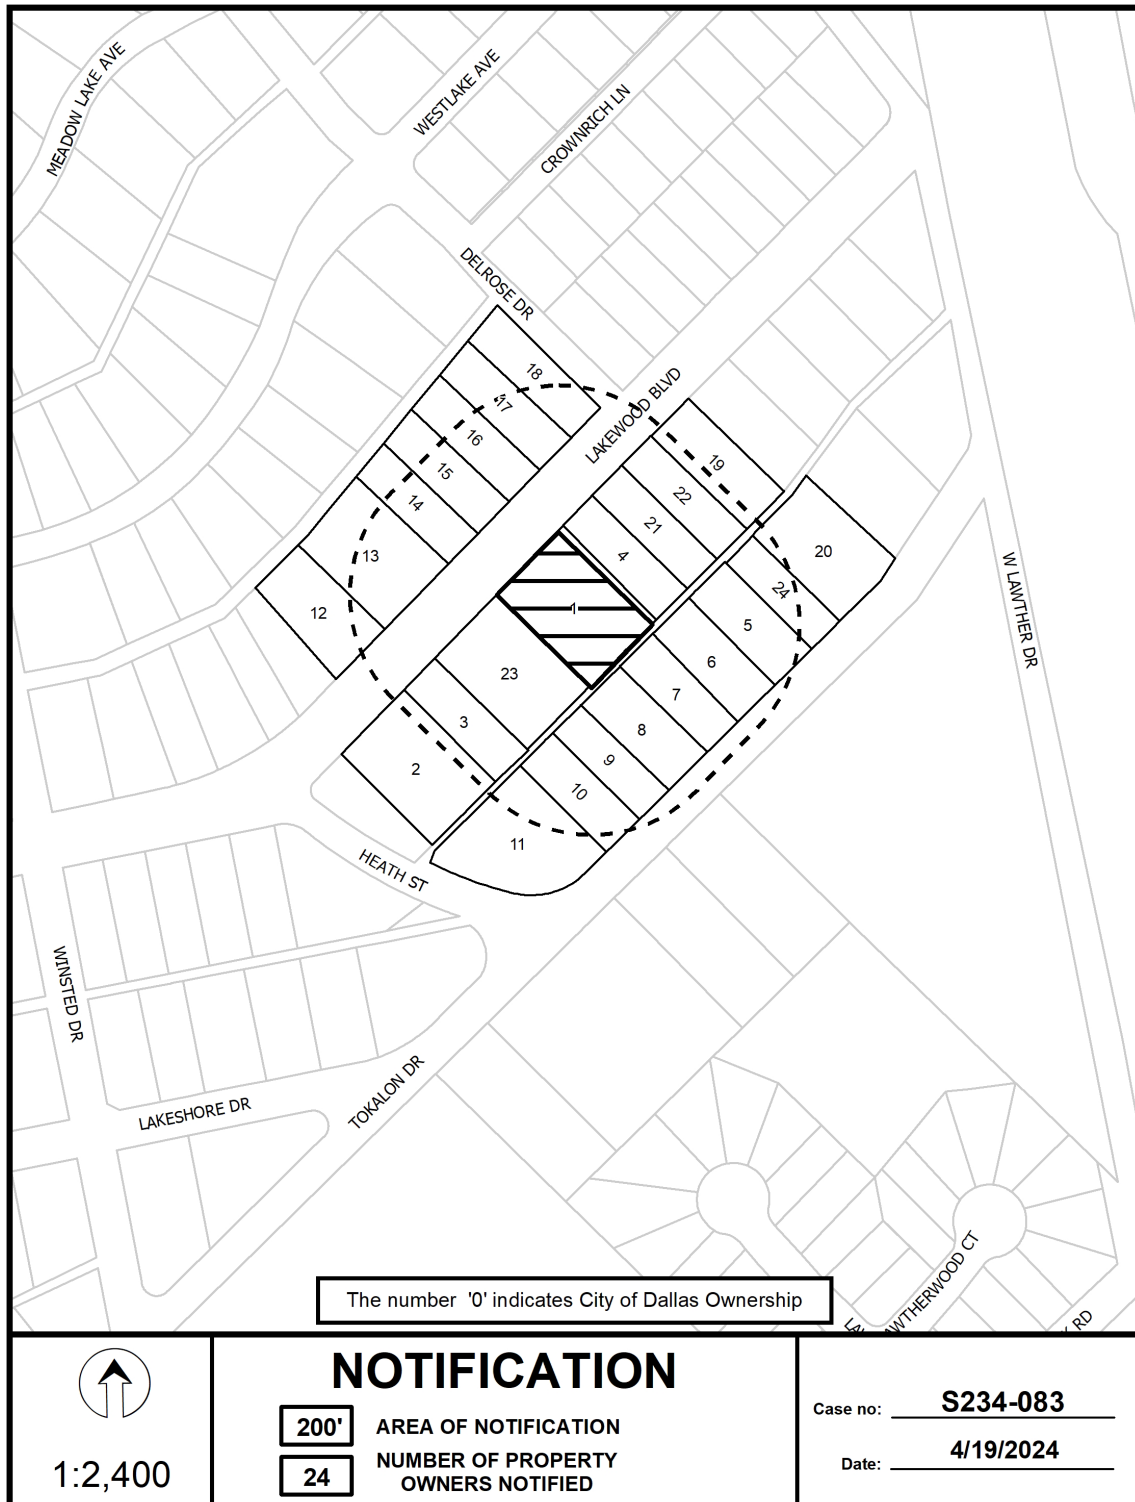 MEADOW LAKE AVE
WESTLAKE AVE
CROWNRICH LN
DELROSE DR
LAKEWOOD BLVD
18
17
16
15
14
13
12
19
22
21
4
1
20
24
5
6
7
8
9
10
11
23
3
2
W LAWTHER DR
HEATH ST
WINSTED DR
LAKESHORE DR
TOKALON DR
AWTHERWOOD CT
RD
The number '0' indicates City of Dallas Ownership
1:2,400
NOTIFICATION
200' AREA OF NOTIFICATION
24 NUMBER OF PROPERTY
OWNERS NOTIFIED
Case no: S234-083
Date: 4/19/2024